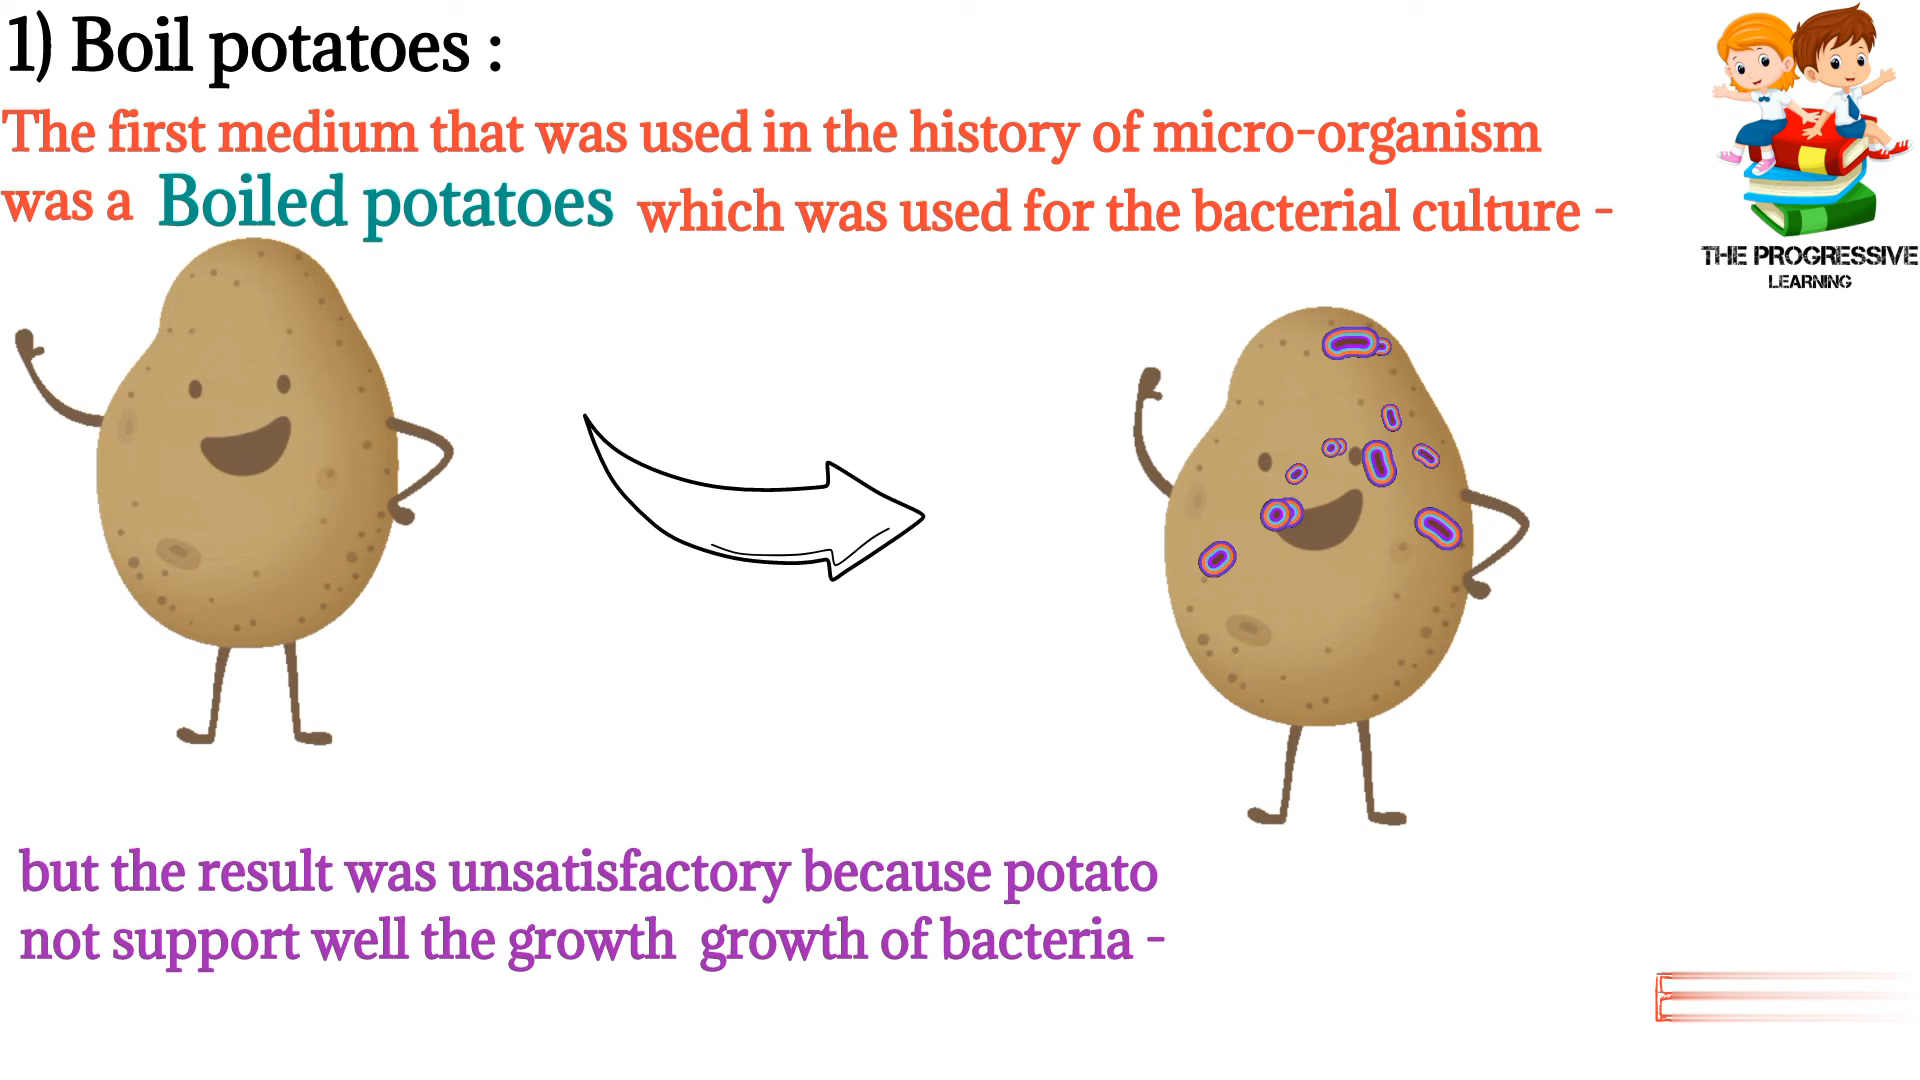 1) Boil potatoes :
The first medium that was used in the history of micro-organism
was a Boiled potatoes which was used for the bacterial culture -
THE PROGRESSIVE
LEARNING
but the result was unsatisfactory because potato
not support well the growth growth of bacteria -